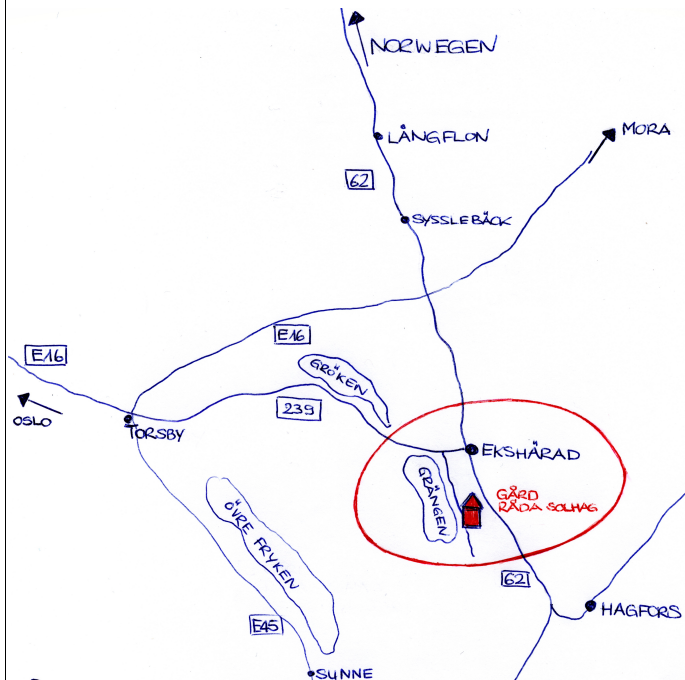 NORWEGEN
LÅNGFLON
MORA
62
SYSSLEBÄCK
E16
E16
GRÖKEN
239
OSLO
TORSBY
EKSHÄRAD
GRÄNGEN
GÅRD
RÅDA SOLHAG
ÖVRE FRYKEN
62
HAGFORS
E45
SUNNE